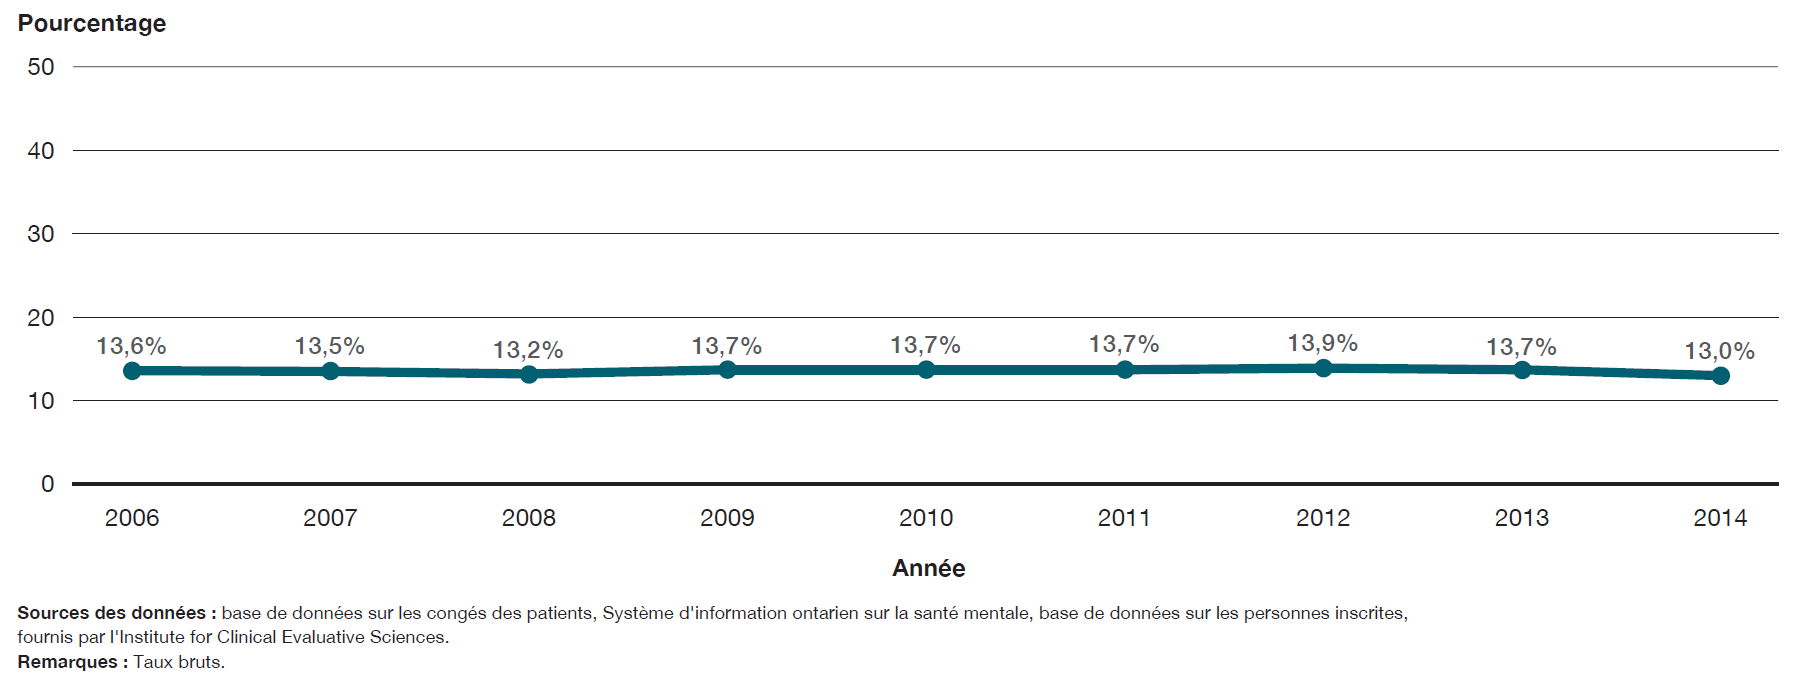 Pourcentage
50
40
30
20
13,6% 13,5% 13,2% 13,7% 13,7% 13,7% 13,9% 13,7% 13,0%
10
0
2006 2007 2008 2009 2010 2011 2012 2013 2014
Année
Sources des données : base de données sur les congés des patients, Système d'information ontarien sur la santé mentale, base de données sur les personnes inscrites,
fournis par l'Institute for Clinical Evaluative Sciences.
Remarques : Taux bruts.